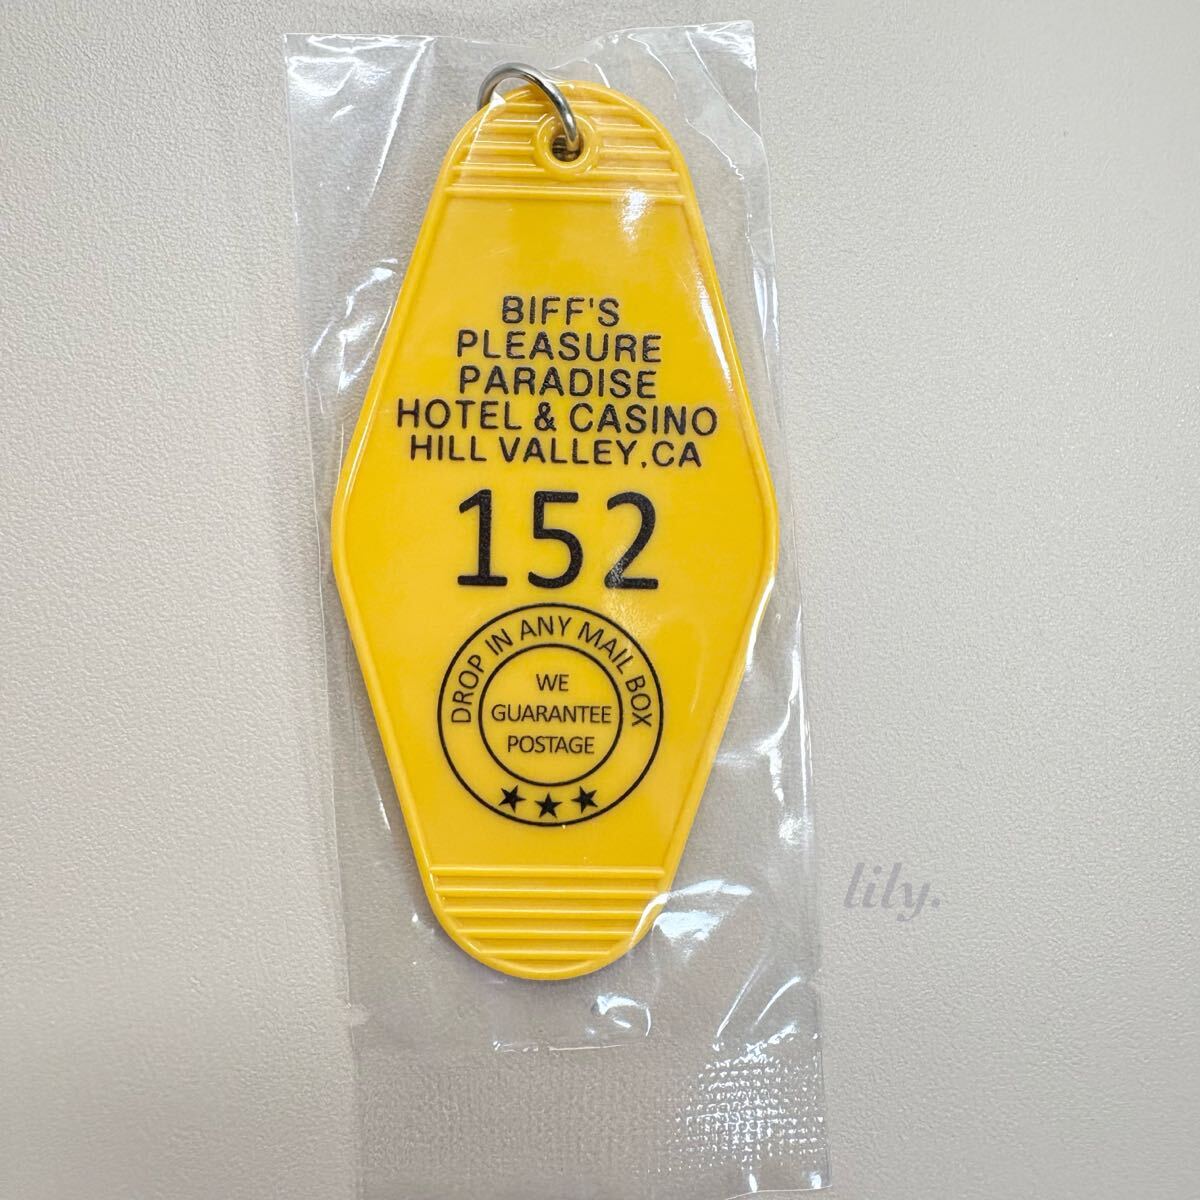 BIFF'S
PLEASURE
PARADISE
HOTEL & CASINO
HILL VALLEY, CA
152
DROP IN ANY MAIL BOX
WE
GUARANTEE
POSTAGE
lily.